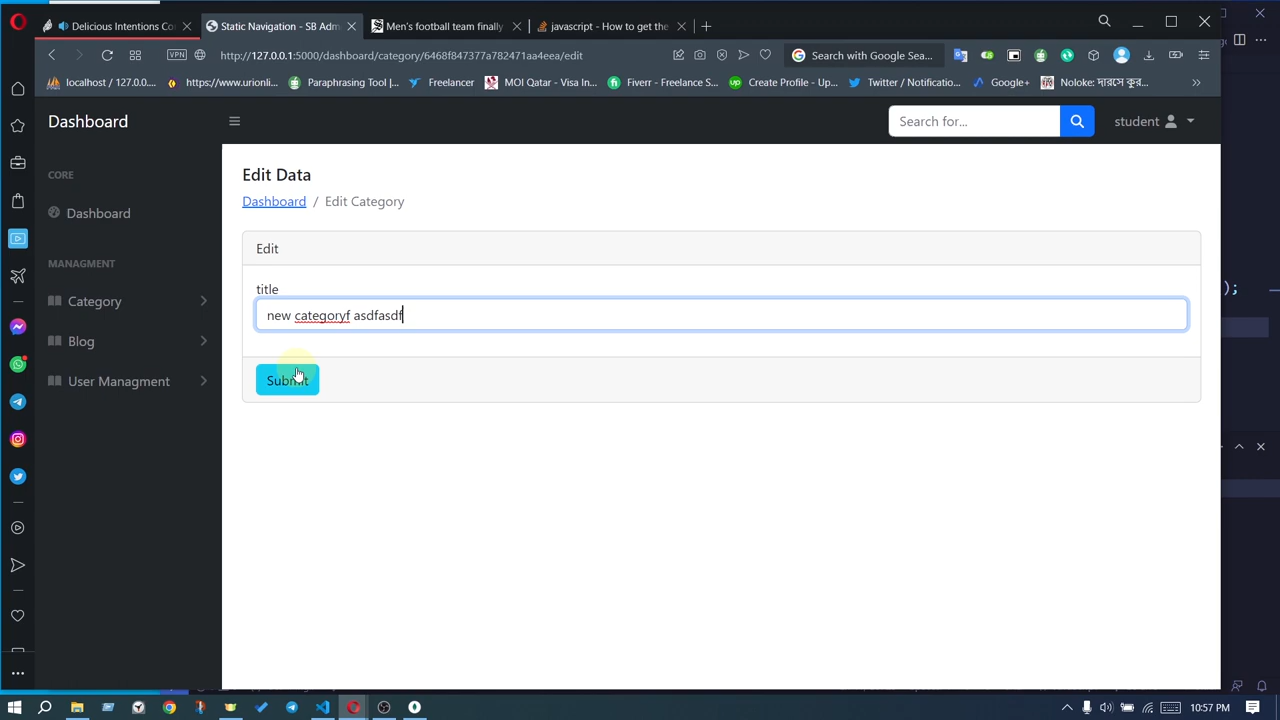 Delicious Intentions Co
Static Navigation - SB Adm
Men's football team finally
javascript - How to get the
VPN
http://127.0.0.1:5000/dashboard/category/6468f847377a782471aa4eea/edit
Search with Google Sea...
localhost / 127.0.0....
https://www.urionli...
Paraphrasing Tool |...
Freelancer
MOI Qatar - Visa In...
Fiverr - Freelance S...
Create Profile - Up...
Twitter / Notificatio...
Google+
Noloke: দারসে কুর...
Dashboard
Search for...
student
CORE
Dashboard
MANAGMENT
Category
Blog
User Managment
Edit Data
Dashboard / Edit Category
Edit
title
new categoryf asdfasdf
Submit
);
10:57 PM